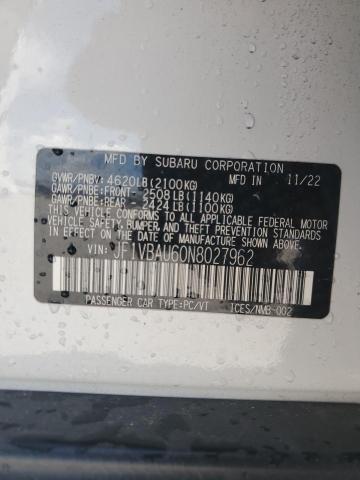 MFD BY SUBARU CORPORATION
GVWR/PNBV: 4620LB(2100KG) MFD IN 11/22
GAWR/PNBE:FRONT- 2508LB(1140KG)
GAWR/PNBE:REAR - 2424LB(1100KG)
THIS VEHICLE CONFORMS TO ALL APPLICABLE FEDERAL MOTOR
VEHICLE SAFETY, BUMPER, AND THEFT PREVENTION STANDARDS
IN EFFECT ON THE DATE OF MANUFACTURE SHOWN ABOVE.
VIN: JF1VBAU60N8027962
PASSENGER CAR TYPE:PC/VT ICES/NMB-002